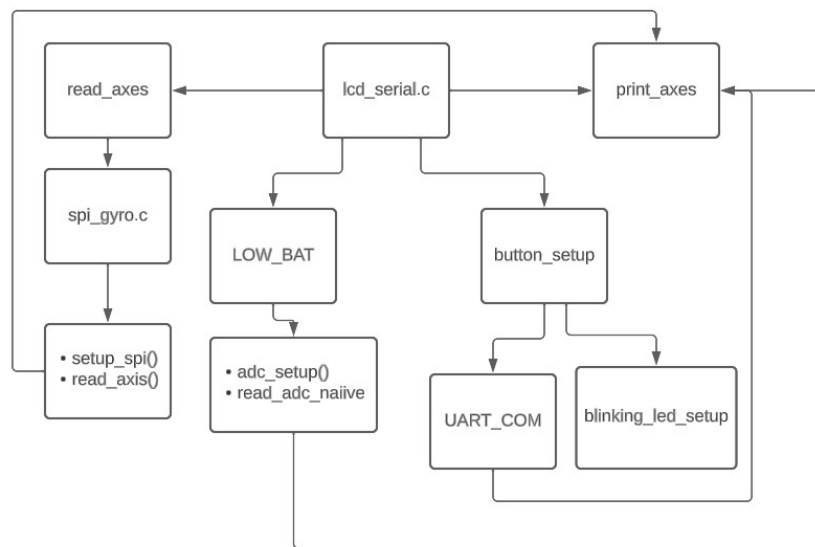 read_axes
lcd_serial.c
print_axes
spi_gyro.c
LOW_BAT
button_setup
• setup_spi()
• read_axis()
• adc_setup()
• read_adc_naiive
UART_COM
blinking_led_setup